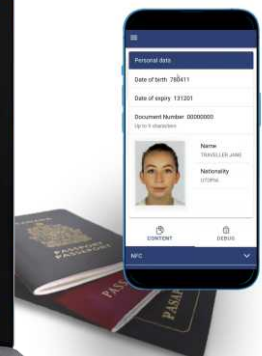 Personal data
Date of birth 780411
Date of expiry 131201
Document Number 00000000
Up to 9 characters
Name
TRAVELLER JANE
Nationality
UTOPIA
CONTENT
DEBUG
NFC
CANADA
PASSPORT
PASSEPORT